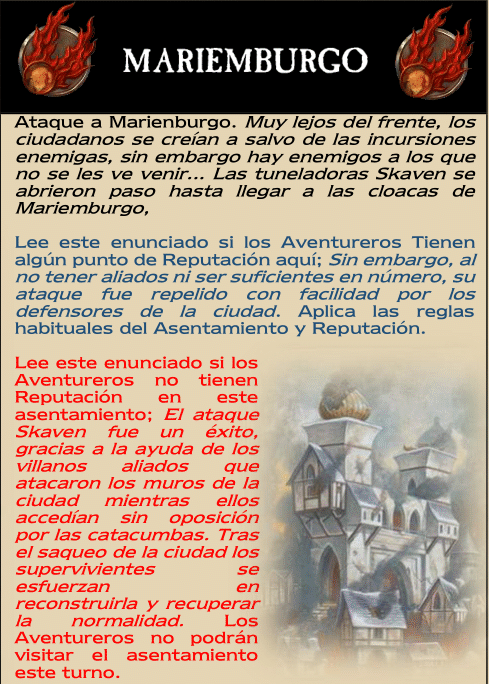 MARIEMBURGO
Ataque a Marienburgo. Muy lejos del frente, los
ciudadanos se creían a salvo de las incursiones
enemigas, sin embargo hay enemigos a los que
no se les ve venir... Las tuneladoras Skaven se
abrieron paso hasta llegar a las cloacas de
Mariemburgo,
Lee este enunciado si los Aventureros Tienen
algún punto de Reputación aquí; Sin embargo, al
no tener aliados ni ser suficientes en número, su
ataque fue repelido con facilidad por los
defensores de la ciudad. Aplica las reglas
habituales del Asentamiento y Reputación.
Lee este enunciado si los
Aventureros no tienen
Reputación en este
asentamiento; El ataque
Skaven fue un éxito,
gracias a la ayuda de los
villanos aliados que
atacaron los muros de la
ciudad mientras ellos
accedían sin oposición
por las catacumbas. Tras
el saqueo de la ciudad los
supervivientes se
esfuerzan en
reconstruirla y recuperar
la normalidad. Los
Aventureros no podrán
visitar el asentamiento
este turno.